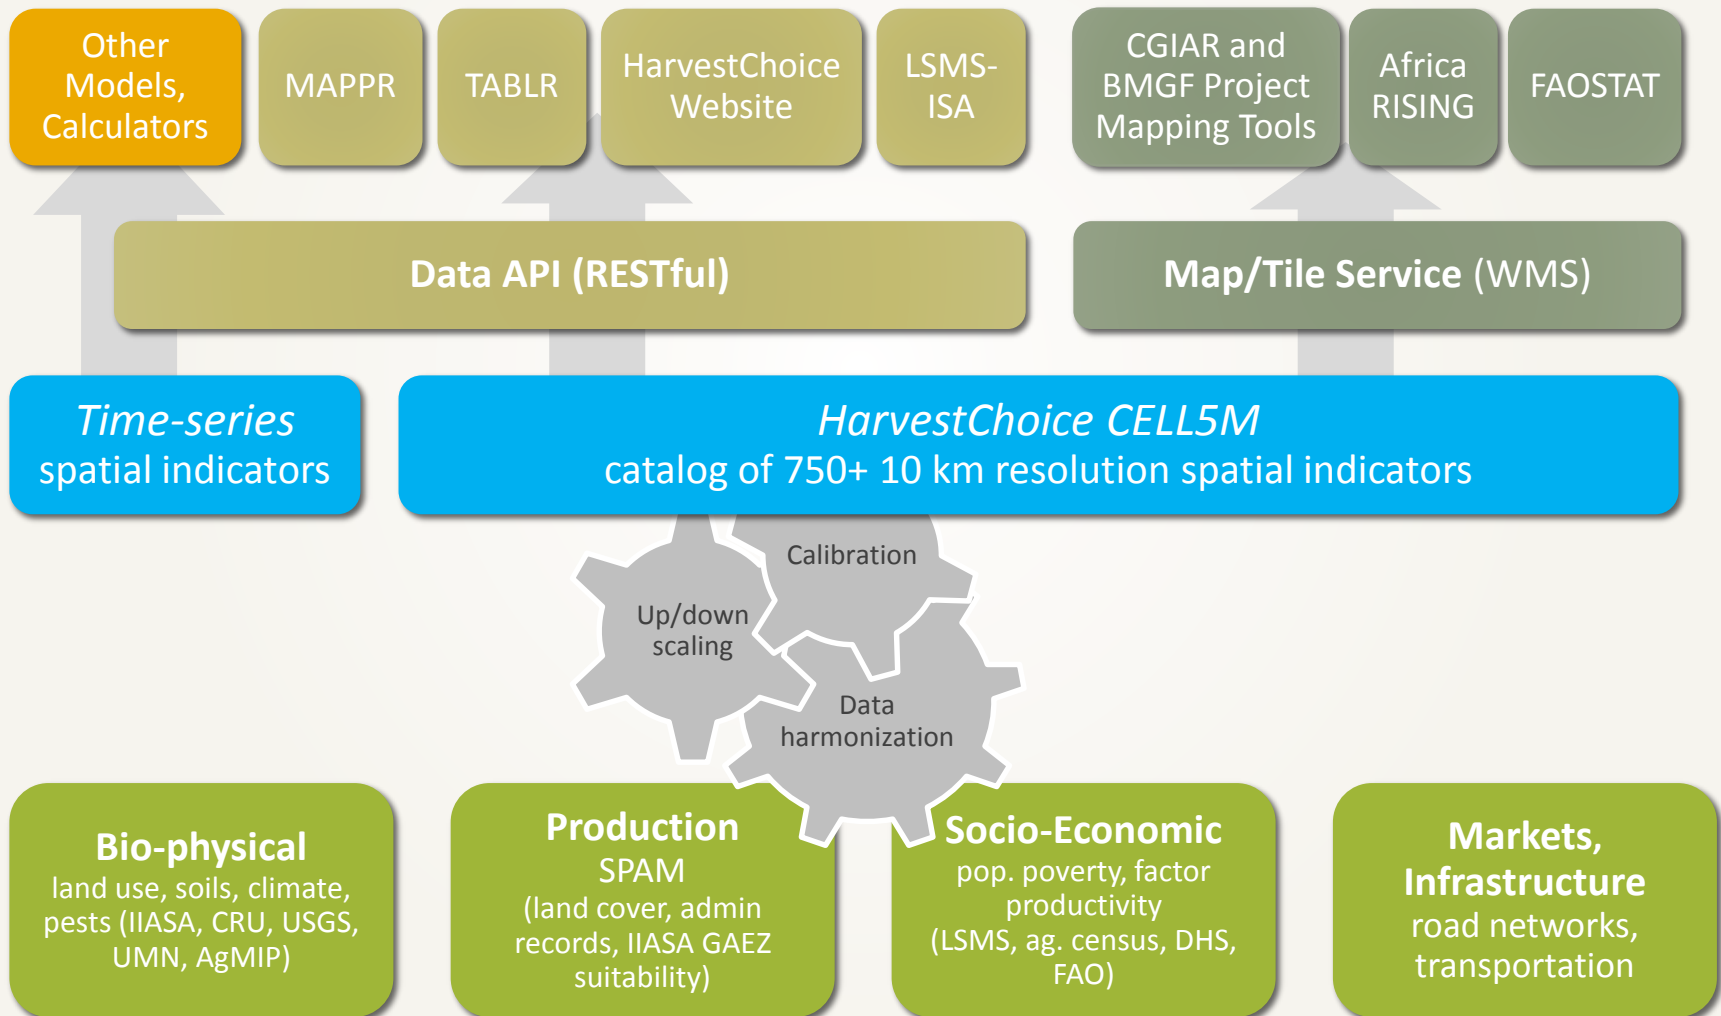 Other
Models,
Calculators
MAPPR
TABLR
HarvestChoice
Website
LSMS-
ISA
CGIAR and
BMGF Project
Mapping Tools
Africa
RISING
FAOSTAT
Data API (RESTful)
Map/Tile Service (WMS)
Time-series
spatial indicators
HarvestChoice CELL5M
catalog of 750+ 10 km resolution spatial indicators
Calibration
Up/down
scaling
Data
harmonization
Bio-physical
land use, soils, climate,
pests (IIASA, CRU, USGS,
UMN, AgMIP)
Production
SPAM
(land cover, admin
records, IIASA GAEZ
suitability)
Socio-Economic
pop. poverty, factor
productivity
(LSMS, ag. census, DHS,
FAO)
Markets,
Infrastructure
road networks,
transportation